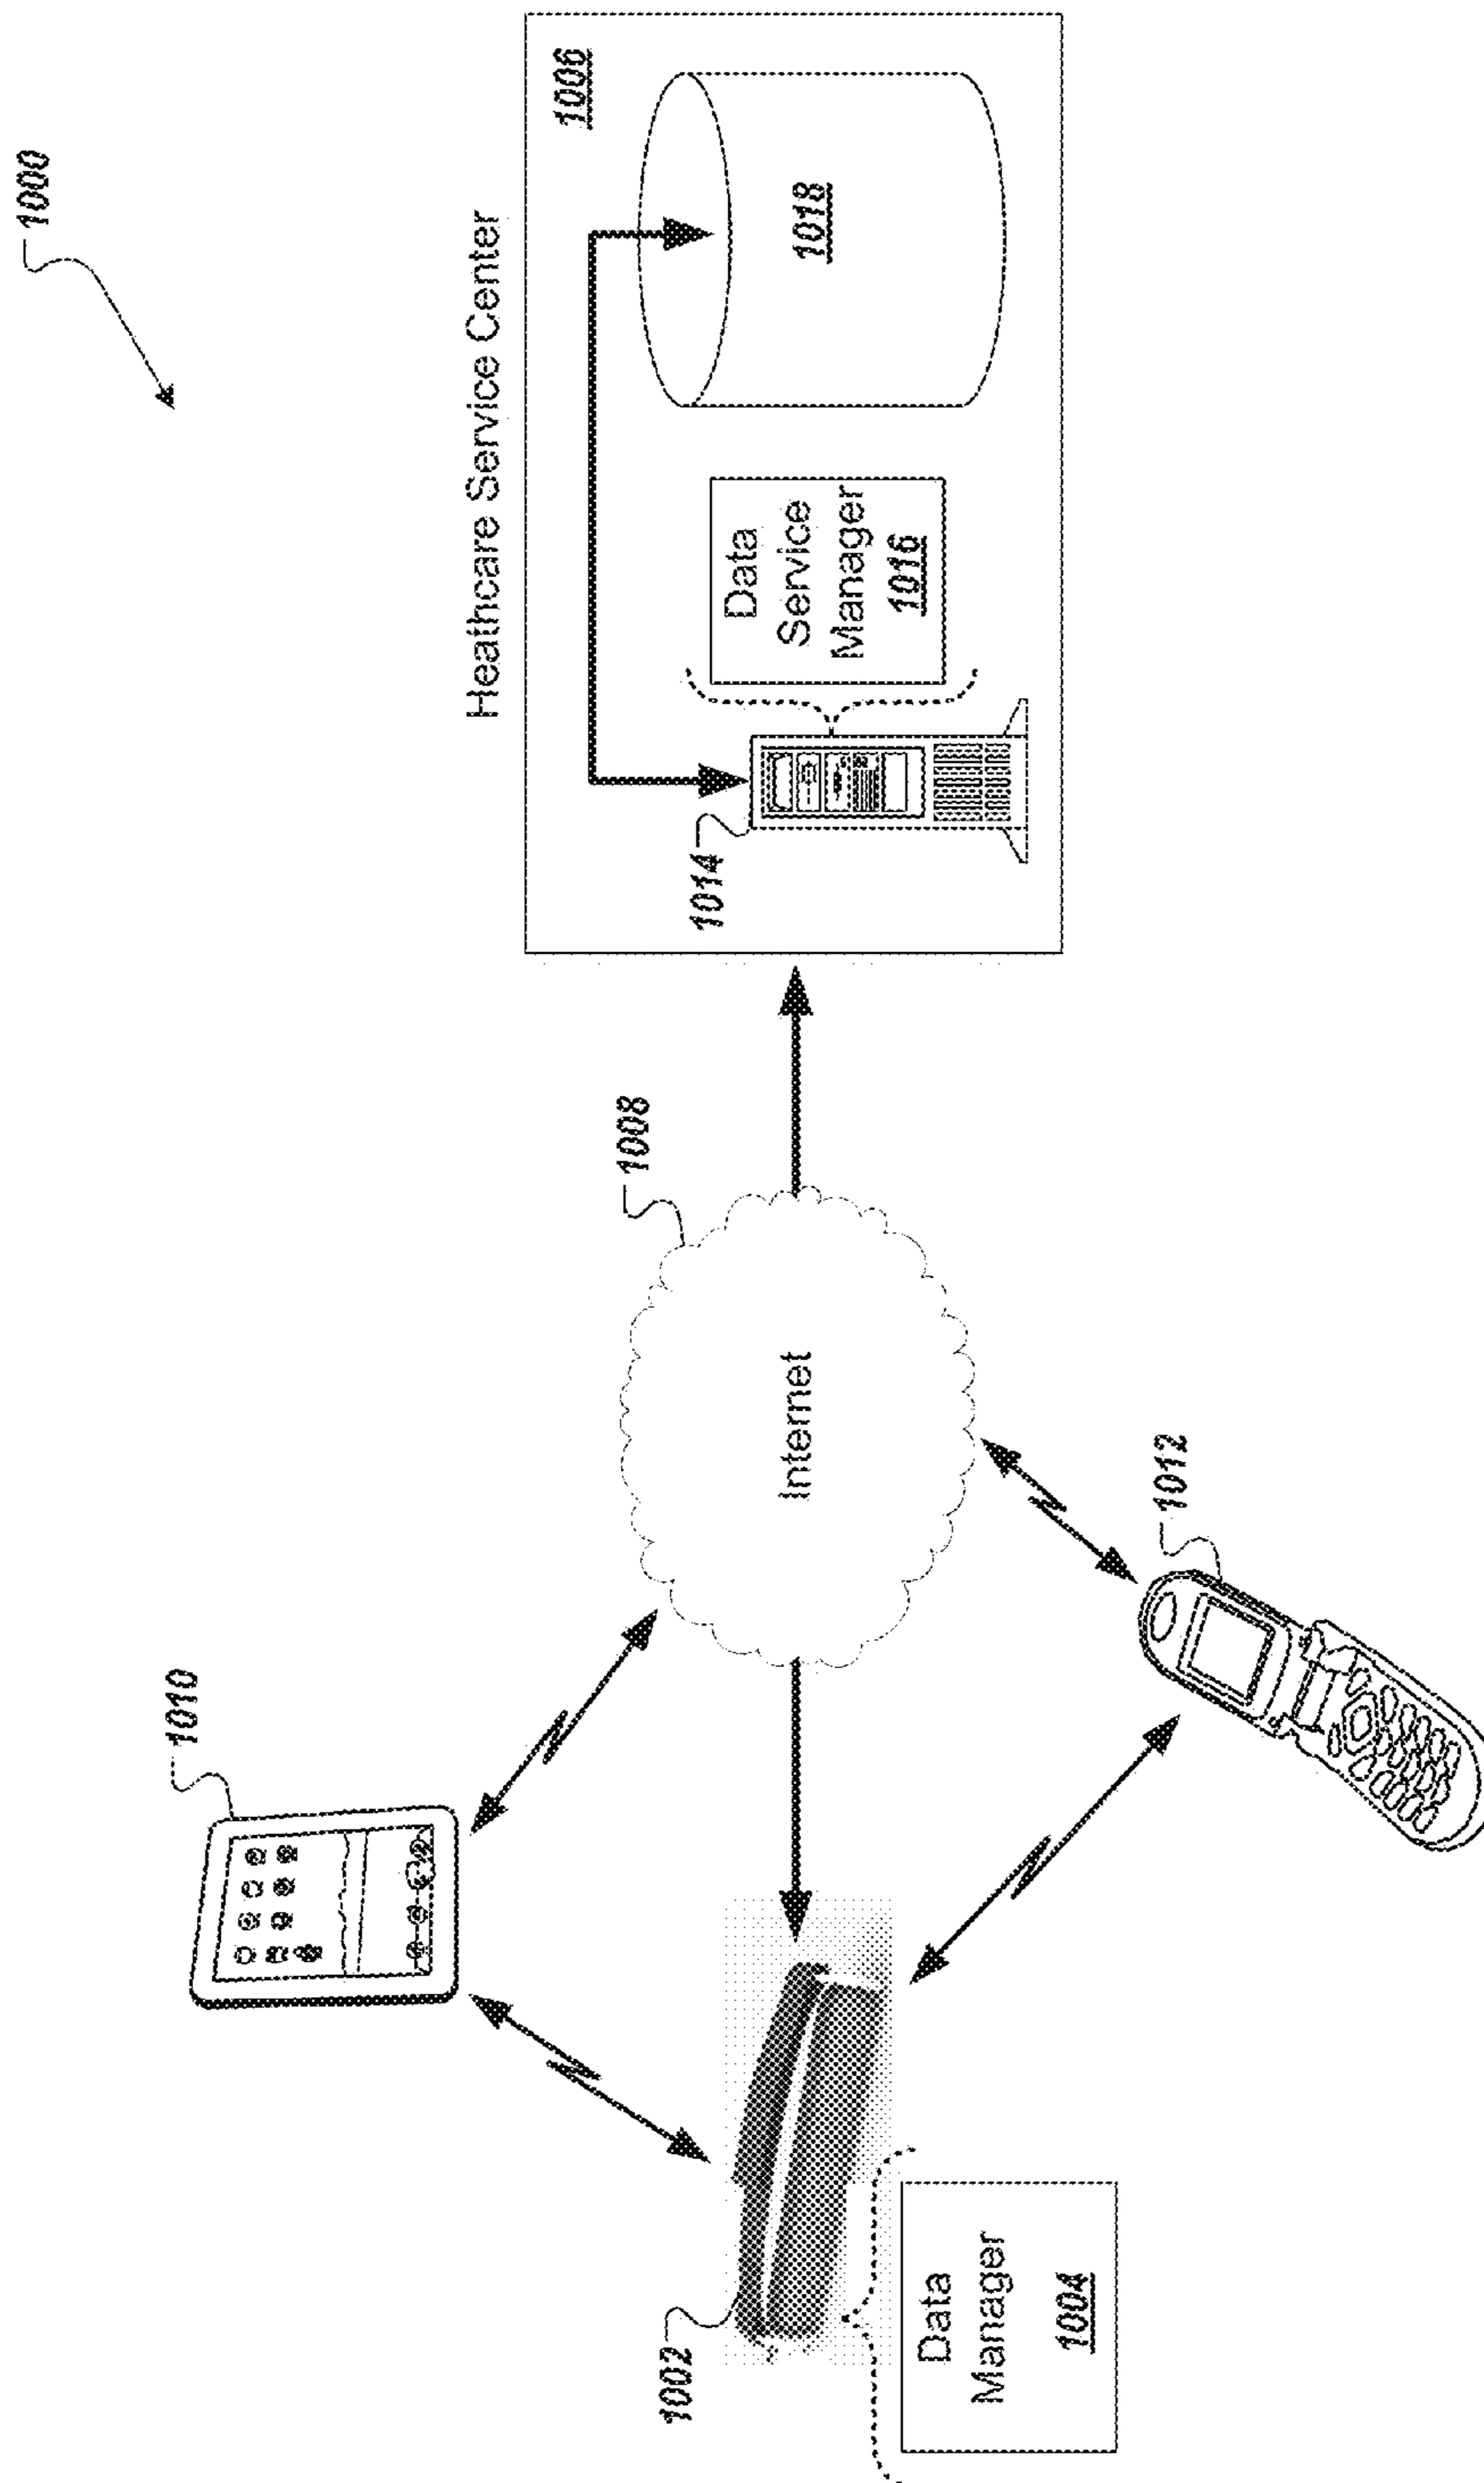 1000
Heathcare Service Center
1006
1018
Data
Service
Manager
1016
1014
1008
Internet
1010
1012
1002
Data
Manager
1004